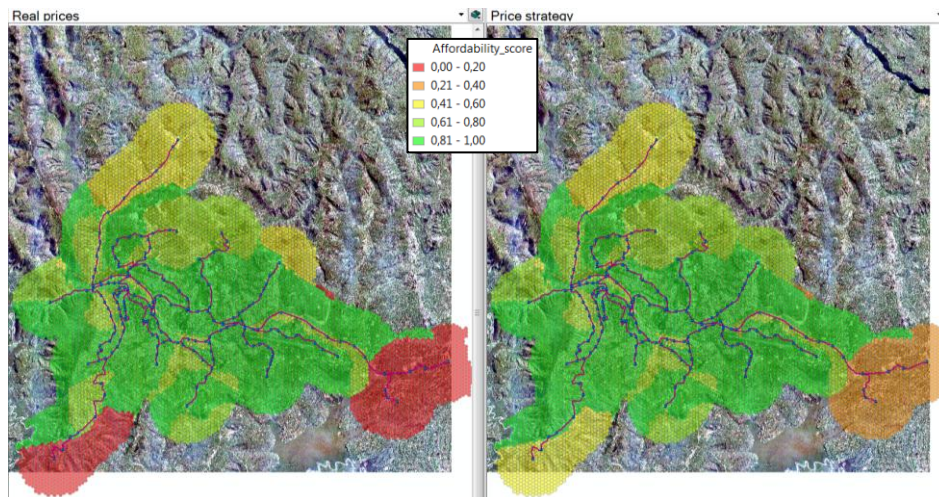 Real prices
Price strategy
Affordability_score
0,00 - 0,20
0,21 - 0,40
0,41 - 0,60
0,61 - 0,80
0,81 - 1,00